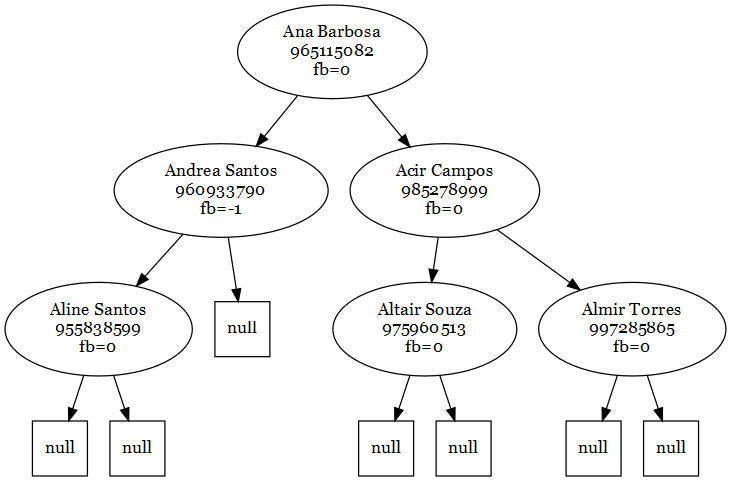 Ana Barbosa
965115082
fb=0
Andrea Santos
960933790
fb=-1
Acir Campos
985278999
fb=0
Aline Santos
955838599
fb=0
null
Altair Souza
975960513
fb=0
Almir Torres
997285865
fb=0
null
null
null
null
null
null